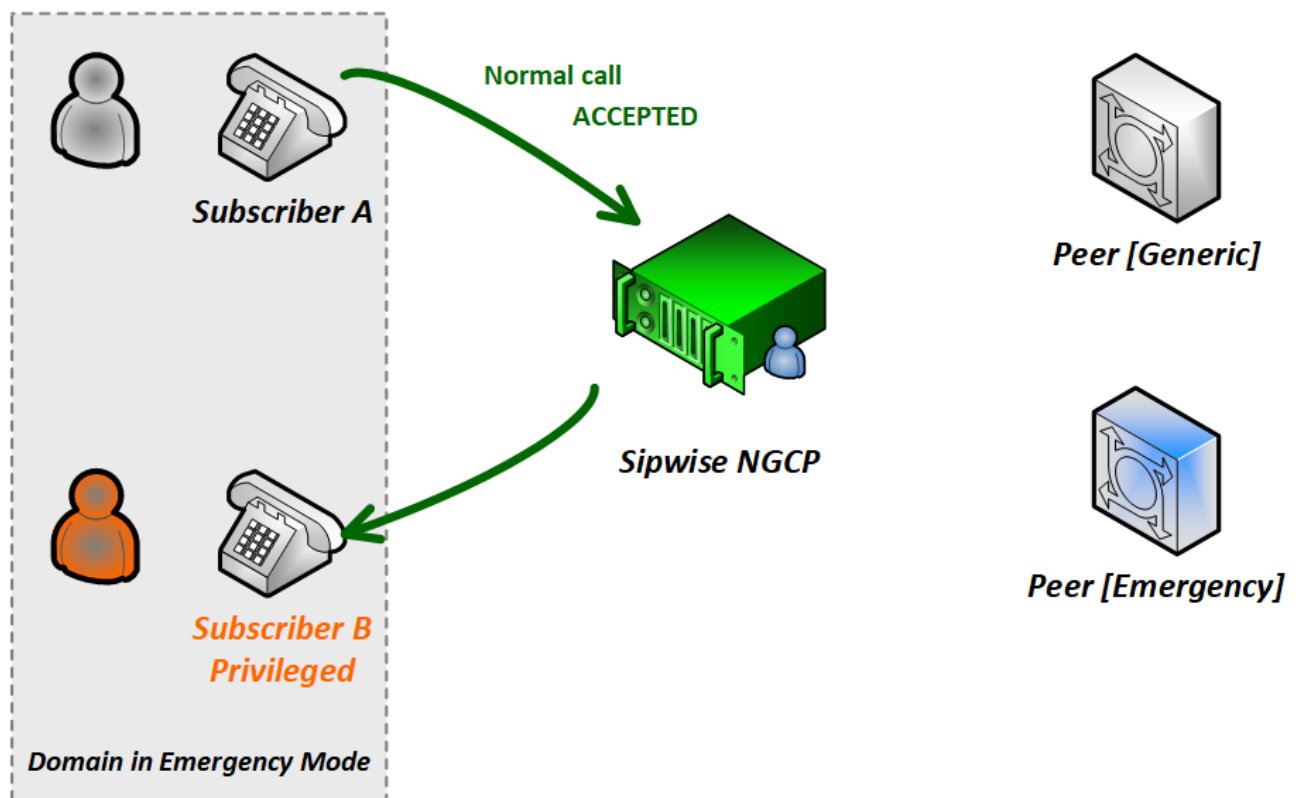 Normal call
ACCEPTED
Subscriber A
Peer [Generic]
Sipwise NGCP
Peer [Emergency]
Subscriber B
Privileged
Domain in Emergency Mode